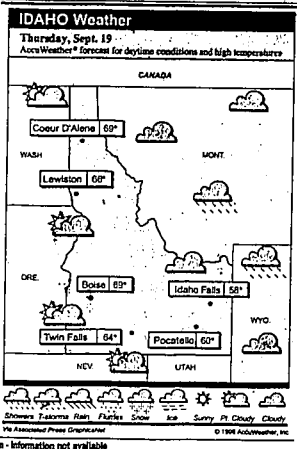 IDAHO Weather
Thursday, Sept. 19
AccuWeather® forecast for daytime conditions and high temperatures
CANADA
Coeur D'Alene 69°
WASH
MONT.
Lewiston 68°
ORE.
Boise 69°
Idaho Falls 58°
WYO.
Twin Falls 64°
Pocatello 60°
NEV.
UTAH
Showers T-storms Rain Flurries Snow Ice Sunny Pt. Cloudy Cloudy
Via Associated Press GraphicsNet
© 1996 AccuWeather, Inc
n - Information not available